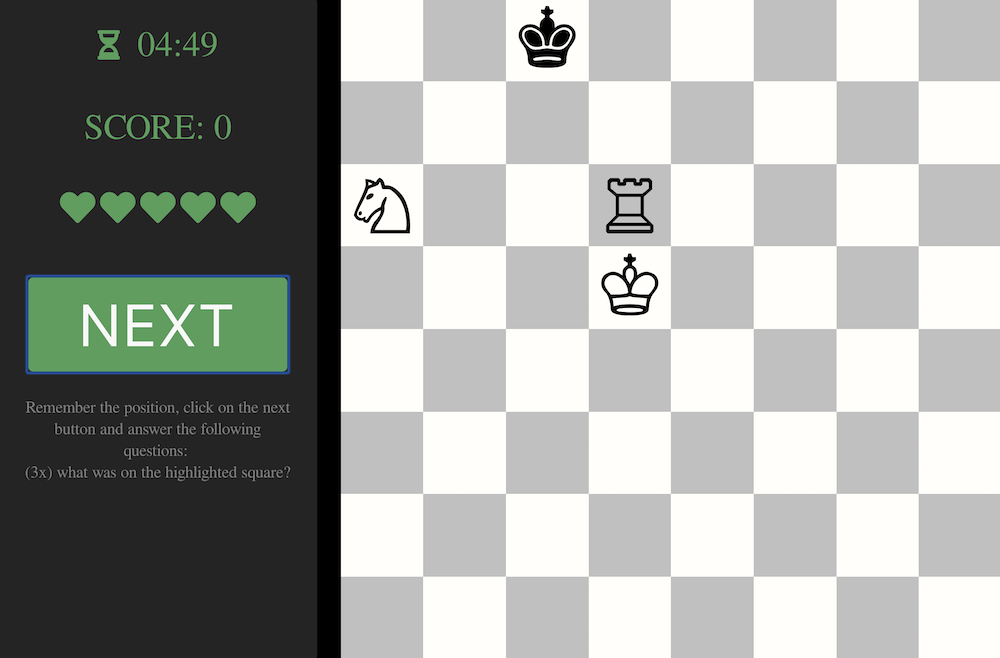 04:49
SCORE: 0
NEXT
Remember the position, click on the next
button and answer the following
questions:
(3x) what was on the highlighted square?